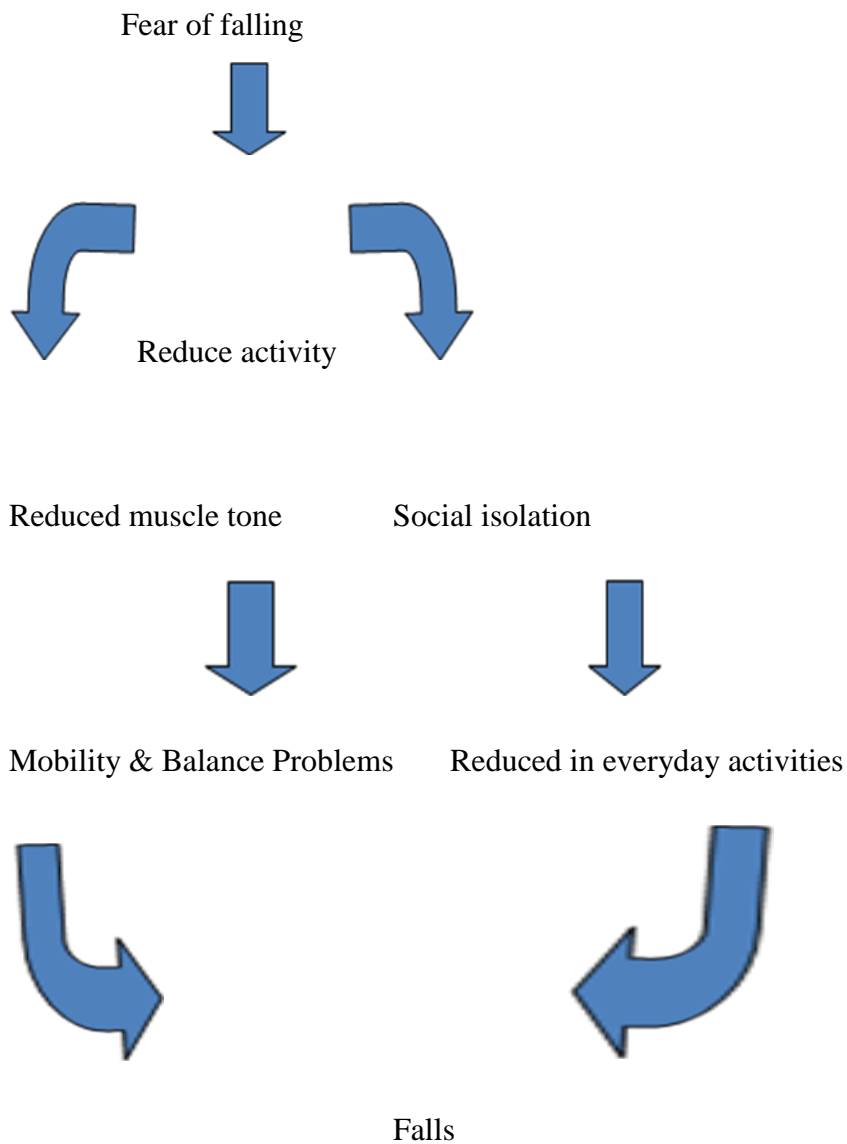 Fear of falling
Reduce activity
Reduced muscle tone
Social isolation
Mobility & Balance Problems
Reduced in everyday activities
Falls